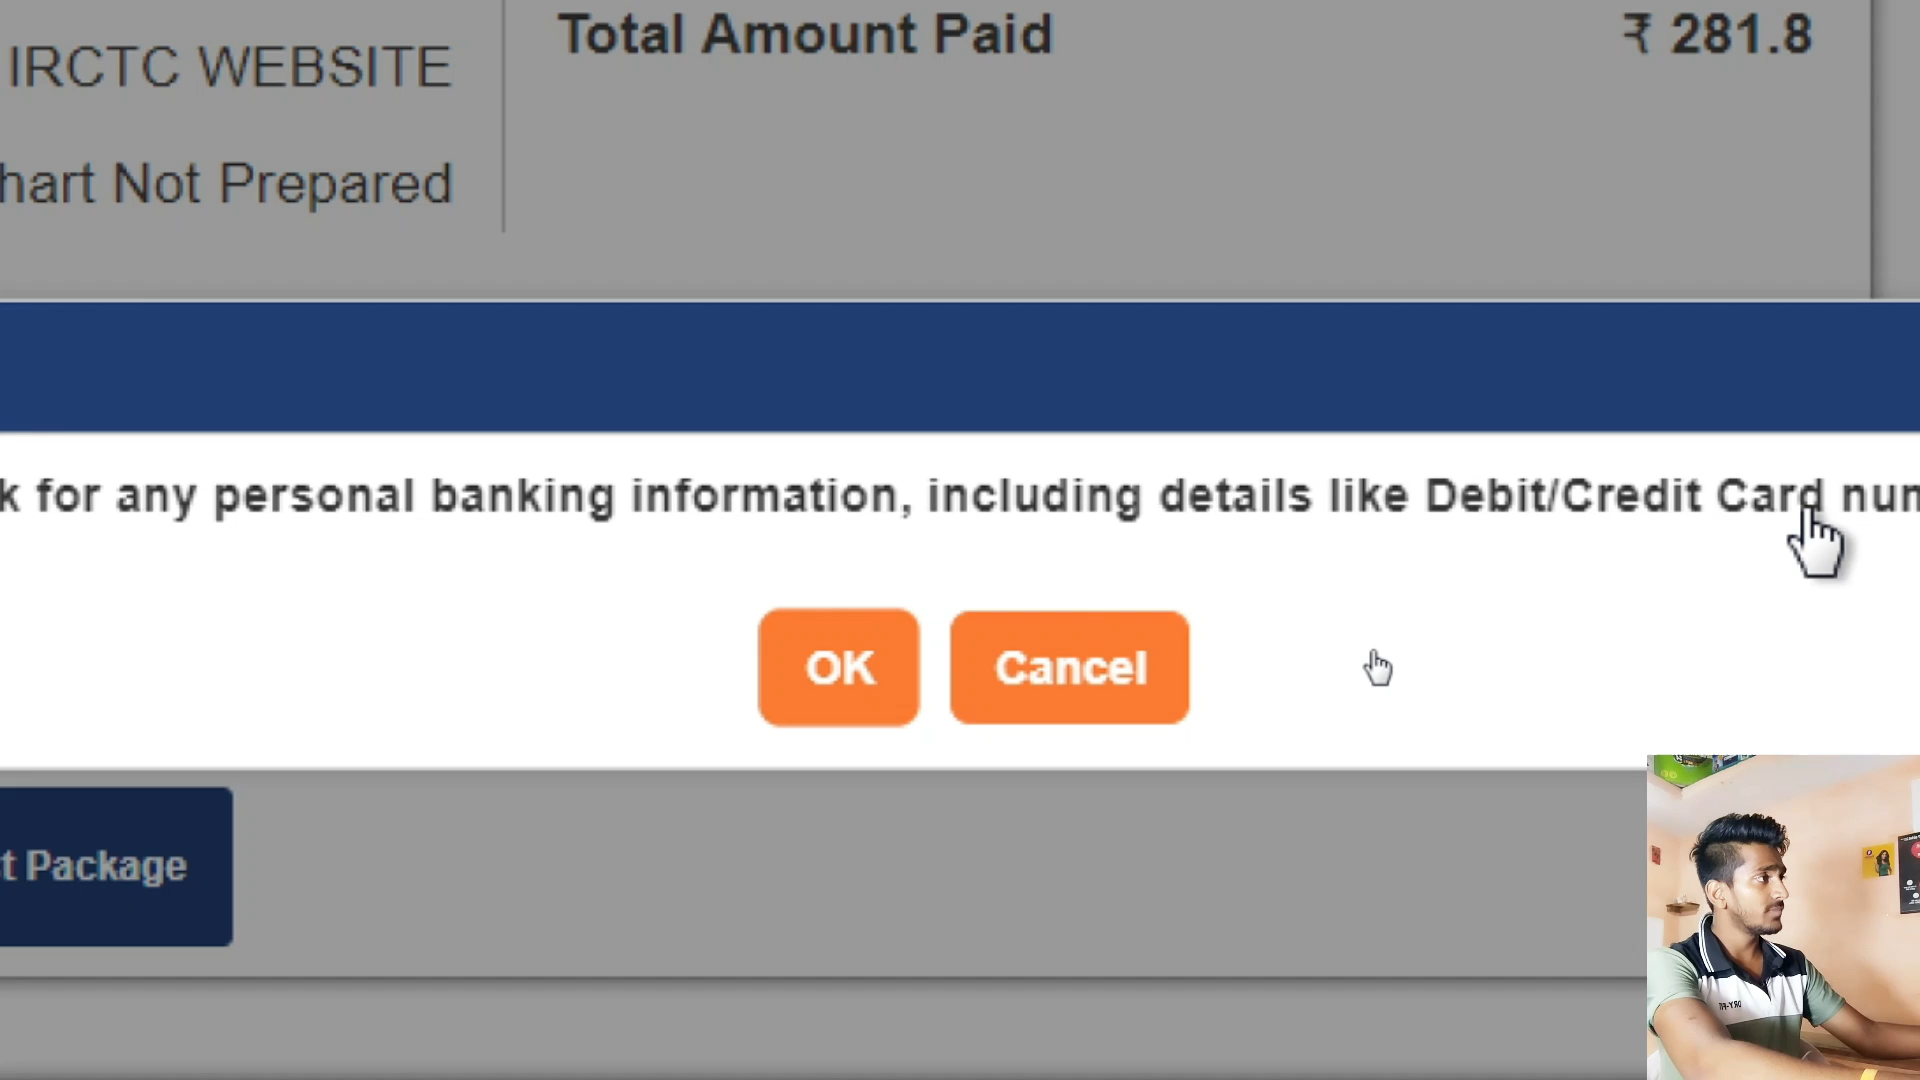 Total Amount Paid ₹ 281.8
IRCTC WEBSITE
hart Not Prepared
k for any personal banking information, including details like Debit/Credit Card nun
OK Cancel
t Package